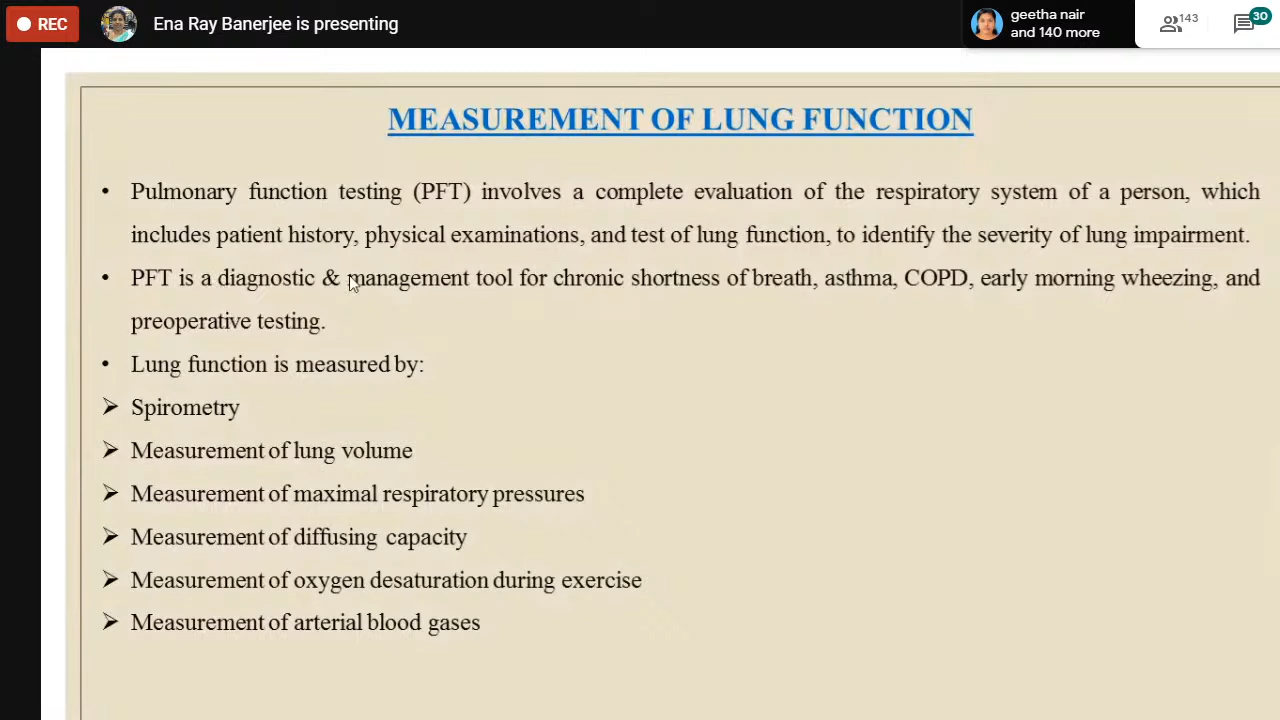 REC
Ena Ray Banerjee is presenting
geetha nair
and 140 more
143
30
MEASUREMENT OF LUNG FUNCTION
• Pulmonary function testing (PFT) involves a complete evaluation of the respiratory system of a person, which
includes patient history, physical examinations, and test of lung function, to identify the severity of lung impairment.
• PFT is a diagnostic & management tool for chronic shortness of breath, asthma, COPD, early morning wheezing, and
preoperative testing.
• Lung function is measured by:
➢ Spirometry
➢ Measurement of lung volume
➢ Measurement of maximal respiratory pressures
➢ Measurement of diffusing capacity
➢ Measurement of oxygen desaturation during exercise
➢ Measurement of arterial blood gases